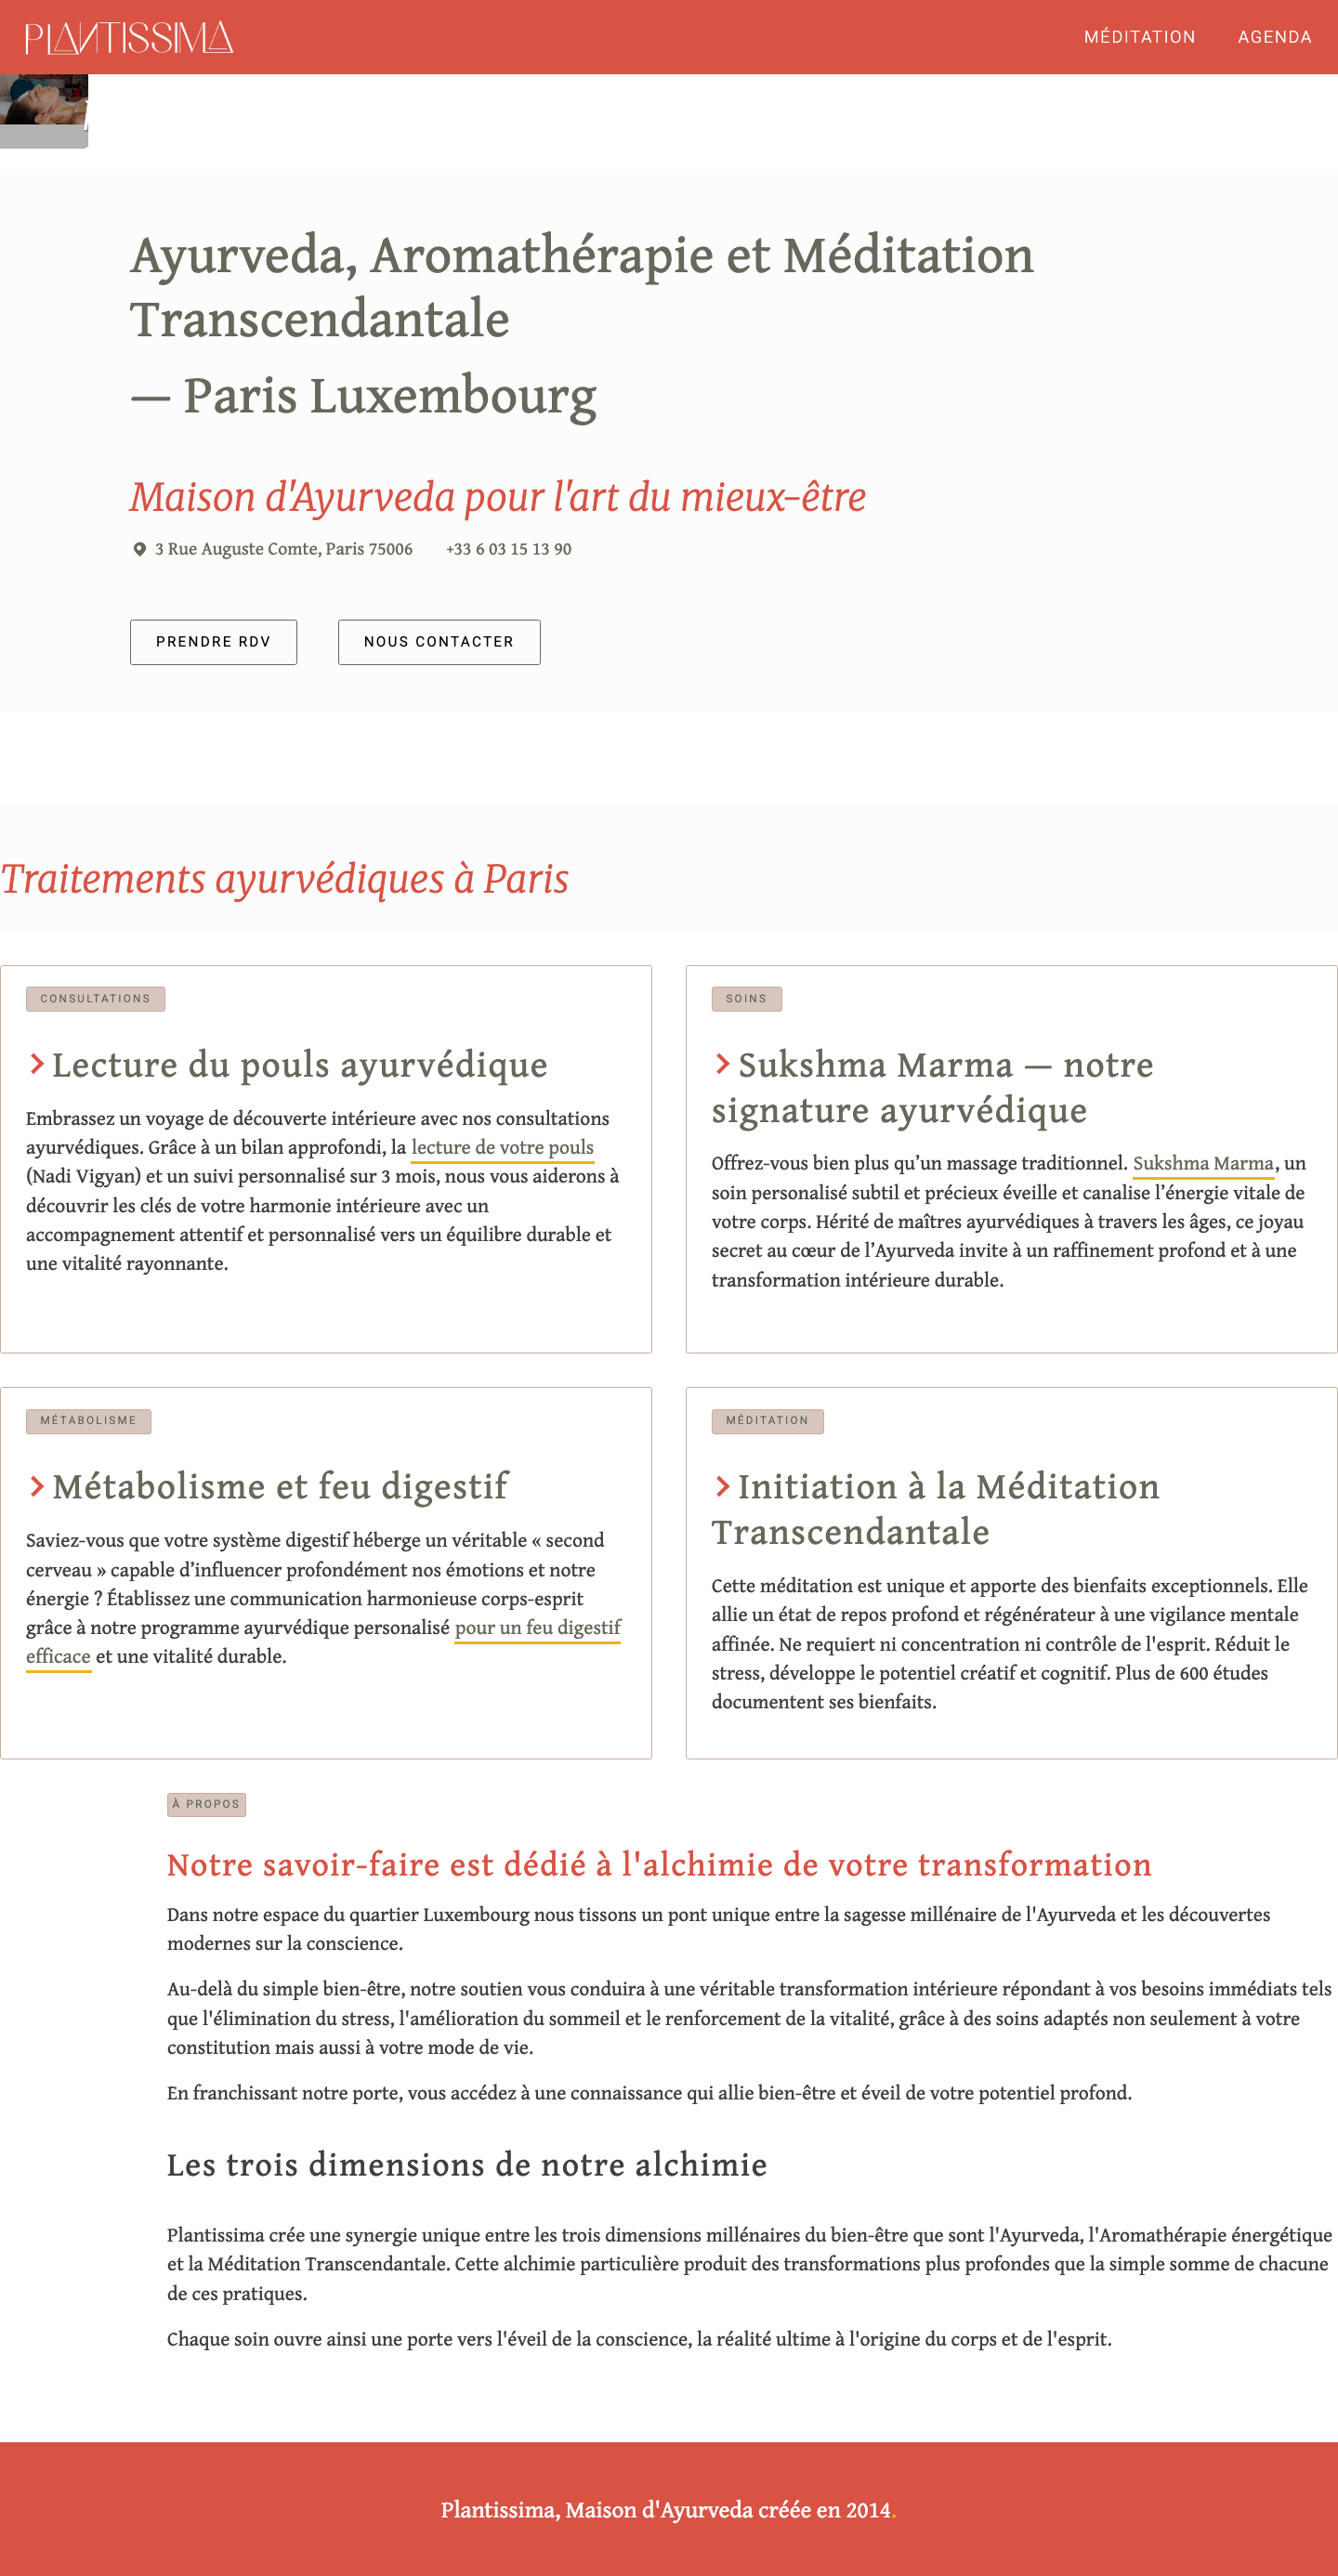 PLANTISSIMA
MÉDITATION AGENDA
Ayurveda, Aromathérapie et Méditation
Transcendantale
— Paris Luxembourg
Maison d'Ayurveda pour l'art du mieux-être
3 Rue Auguste Comte, Paris 75006 +33 6 03 15 13 90
PRENDRE RDV NOUS CONTACTER
Traitements ayurvédiques à Paris
CONSULTATIONS
Lecture du pouls ayurvédique
Embrassez un voyage de découverte intérieure avec nos consultations
ayurvédiques. Grâce à un bilan approfondi, la lecture de votre pouls
(Nadi Vigyan) et un suivi personnalisé sur 3 mois, nous vous aiderons à
découvrir les clés de votre harmonie intérieure avec un
accompagnement attentif et personnalisé vers un équilibre durable et
une vitalité rayonnante.
SOINS
Sukshma Marma — notre
signature ayurvédique
Offrez-vous bien plus qu’un massage traditionnel. Sukshma Marma, un
soin personalisé subtil et précieux éveille et canalise l’énergie vitale de
votre corps. Hérité de maîtres ayurvédiques à travers les âges, ce joyau
secret au cœur de l’Ayurveda invite à un raffinement profond et à une
transformation intérieure durable.
MÉTABOLISME
Métabolisme et feu digestif
Saviez-vous que votre système digestif héberge un véritable « second
cerveau » capable d’influencer profondément nos émotions et notre
énergie ? Établissez une communication harmonieuse corps-esprit
grâce à notre programme ayurvédique personalisé pour un feu digestif
efficace et une vitalité durable.
MÉDITATION
Initiation à la Méditation
Transcendantale
Cette méditation est unique et apporte des bienfaits exceptionnels. Elle
allie un état de repos profond et régénérateur à une vigilance mentale
affinée. Ne requiert ni concentration ni contrôle de l'esprit. Réduit le
stress, développe le potentiel créatif et cognitif. Plus de 600 études
documentent ses bienfaits.
À PROPOS
Notre savoir-faire est dédié à l'alchimie de votre transformation
Dans notre espace du quartier Luxembourg nous tissons un pont unique entre la sagesse millénaire de l'Ayurveda et les découvertes
modernes sur la conscience.
Au-delà du simple bien-être, notre soutien vous conduira à une véritable transformation intérieure répondant à vos besoins immédiats tels
que l'élimination du stress, l'amélioration du sommeil et le renforcement de la vitalité, grâce à des soins adaptés non seulement à votre
constitution mais aussi à votre mode de vie.
En franchissant notre porte, vous accédez à une connaissance qui allie bien-être et éveil de votre potentiel profond.
Les trois dimensions de notre alchimie
Plantissima crée une synergie unique entre les trois dimensions millénaires du bien-être que sont l'Ayurveda, l'Aromathérapie énergétique
et la Méditation Transcendantale. Cette alchimie particulière produit des transformations plus profondes que la simple somme de chacune
de ces pratiques.
Chaque soin ouvre ainsi une porte vers l'éveil de la conscience, la réalité ultime à l'origine du corps et de l'esprit.
Plantissima, Maison d'Ayurveda créée en 2014.